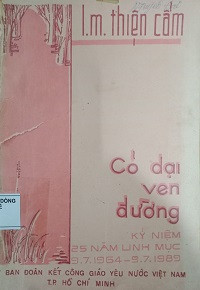 l.m. thiện cẩm
Cỏ dại
ven
đường
KỶ NIỆM
25 NĂM LINH MỤC
9.7.1964-9.7.1989
BAN ĐOÀN KẾT CÔNG GIÁO YÊU NƯỚC VIỆT NAM
T.P. HỒ CHÍ MINH